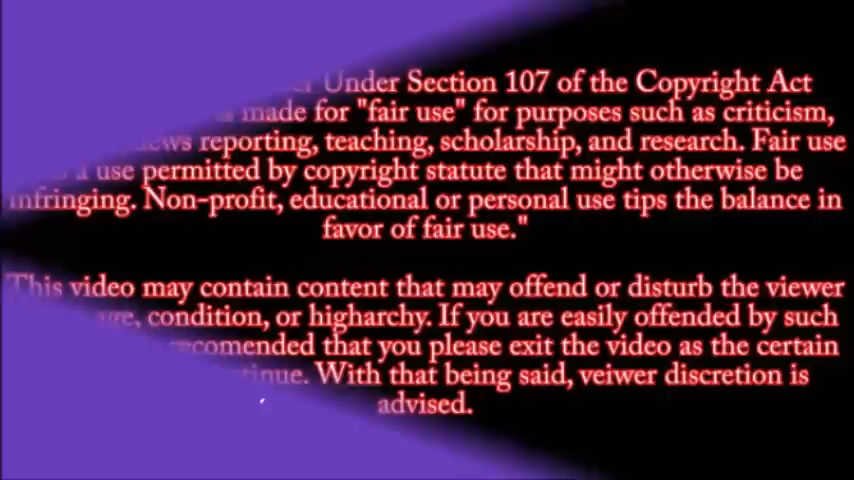 Under Section 107 of the Copyright Act
made for "fair use" for purposes such as criticism,
reporting, teaching, scholarship, and research. Fair use
a use permitted by copyright statute that might otherwise be
infringing. Non-profit, educational or personal use tips the balance in
favor of fair use."
This video may contain content that may offend or disturb the viewer
condition, or higharchy. If you are easily offended by such
recomended that you please exit the video as the certain
With that being said, veiwer discretion is
advised.